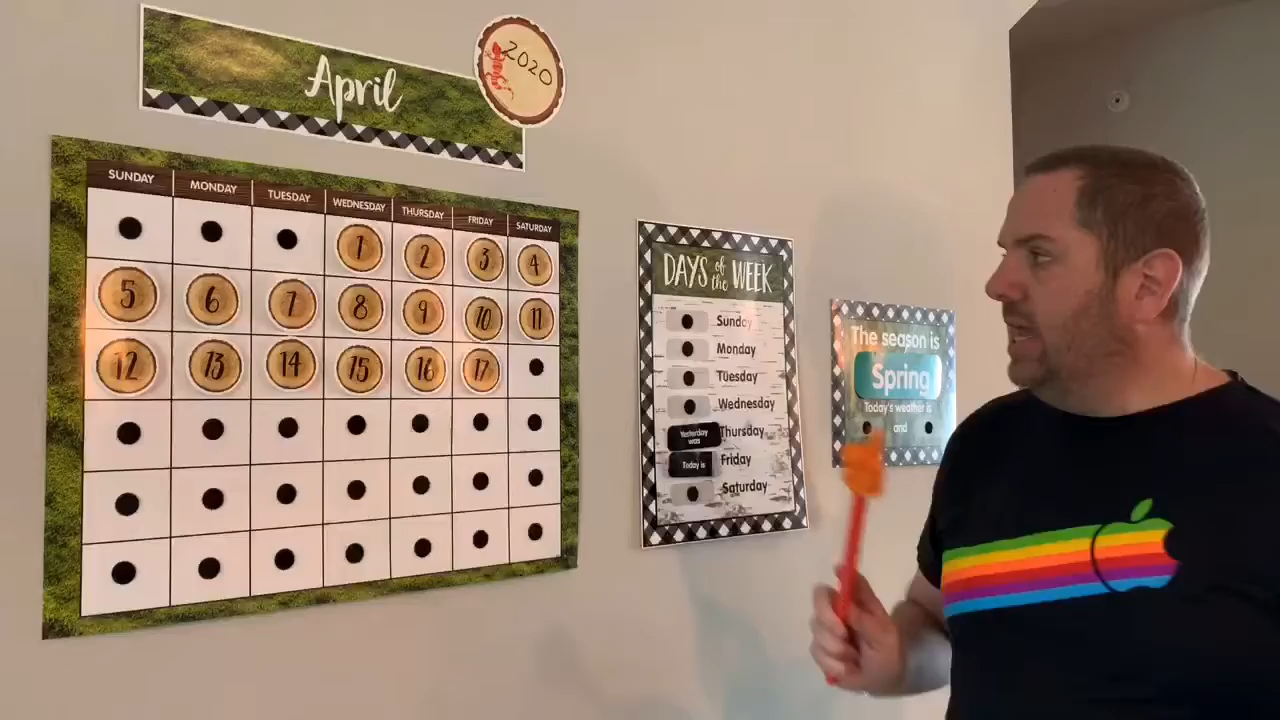 April
2020
SUNDAY MONDAY TUESDAY WEDNESDAY THURSDAY FRIDAY SATURDAY
1 2 3 4
5 6 7 8 9 10 11
12 13 14 15 16 17
DAYS of the WEEK
Sunday
Monday
Tuesday
Wednesday
Yesterday was Thursday
Today is Friday
Saturday
The season is
Spring
Today's weather is
and